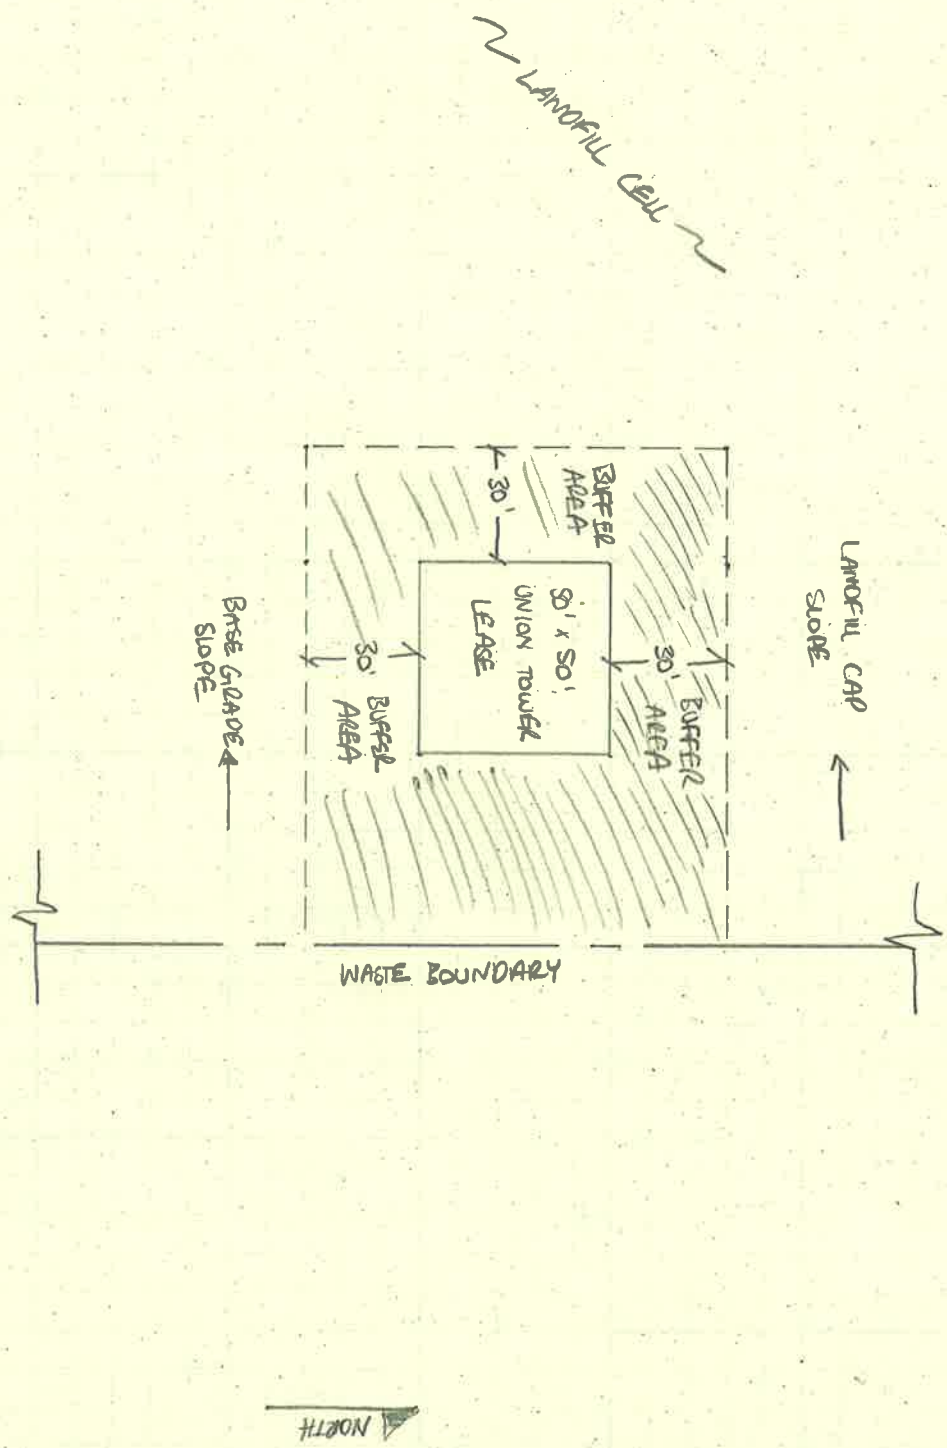 LANDFILL CELL
LANDFILL CAP
SLOPE
BUFFER
AREA
30'
30'
BUFFER
AREA
50' x 50'
UNION TOWER
LEASE
30'
BUFFER
AREA
BASE GRADE
SLOPE
WASTE BOUNDARY
NORTH